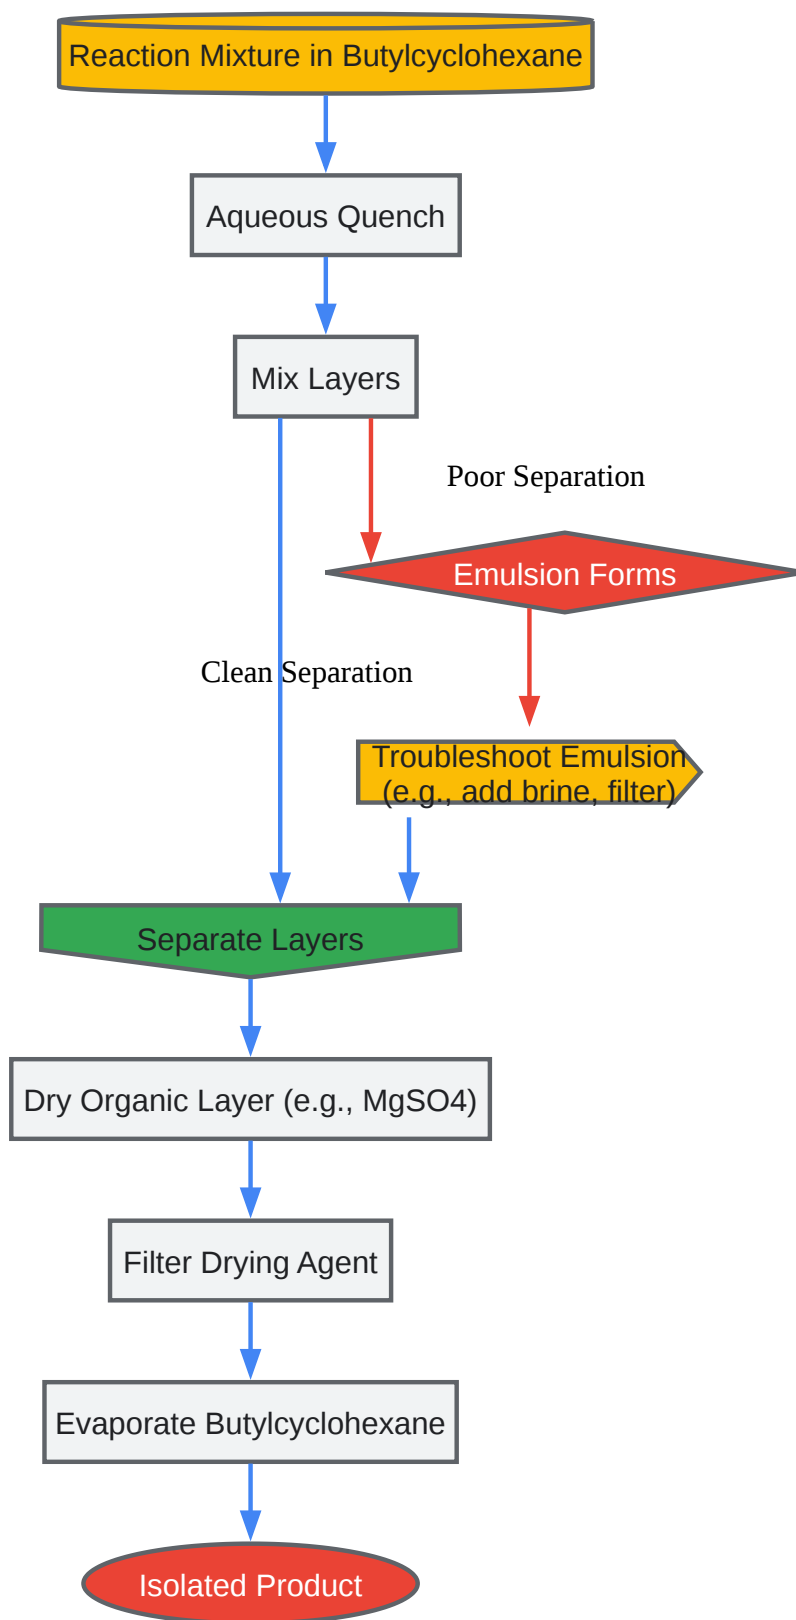 Reaction Mixture in Butylcyclohexane
Aqueous Quench
Mix Layers
Poor Separation
Emulsion Forms
Clean Separation
Troubleshoot Emulsion
(e.g., add brine, filter)
Separate Layers
Dry Organic Layer (e.g., MgSO4)
Filter Drying Agent
Evaporate Butylcyclohexane
Isolated Product